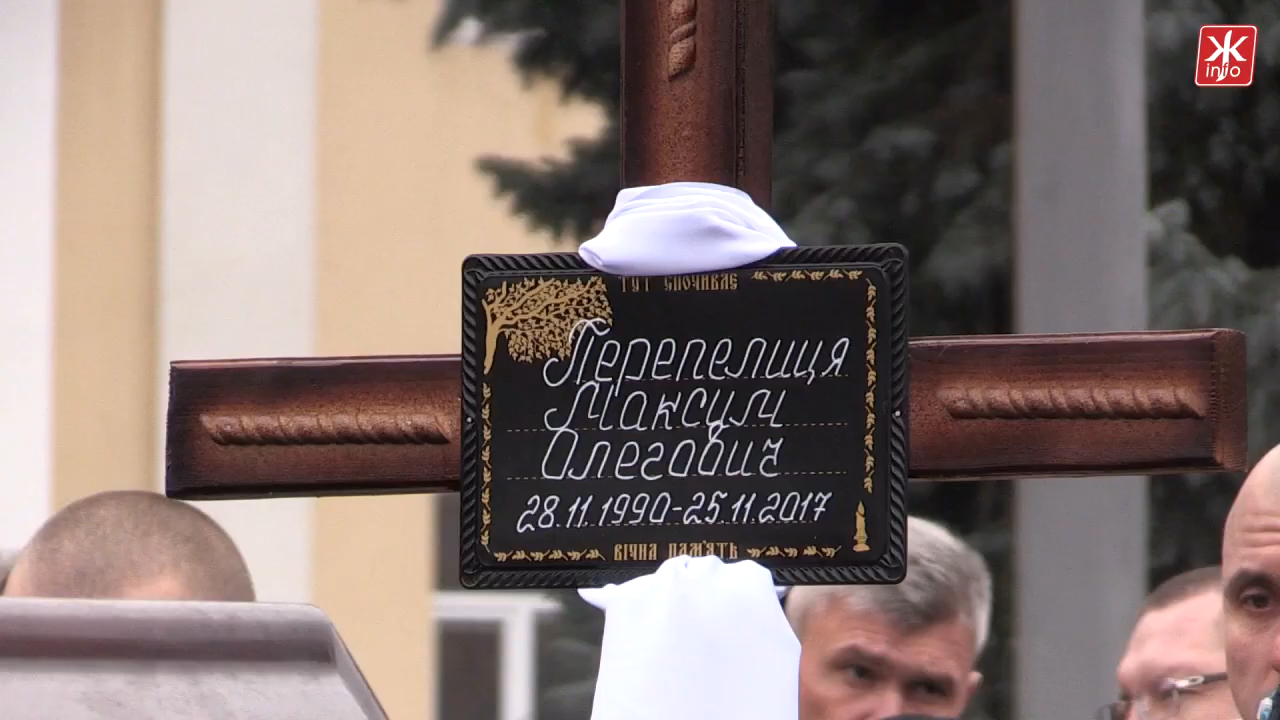 Ж
info
ТУТ СПОЧИВАЄ
Перепелиця
Максим
Олегович
28.11.1990-25.11.2017
ВІЧНА ПАМ'ЯТЬ